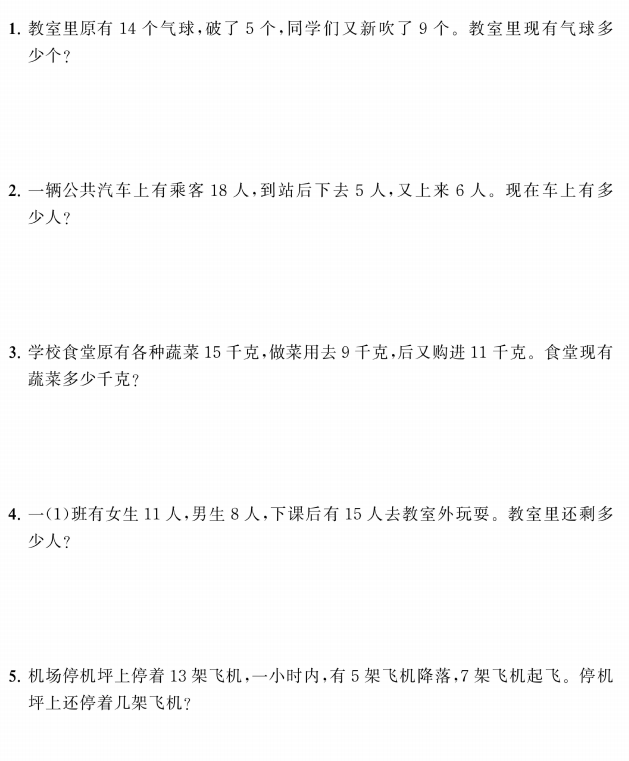 1. 教室里原有 14 个气球,破了 5 个,同学们又新吹了 9 个。教室里现有气球多
少个?
2. 一辆公共汽车上有乘客 18 人,到站后下去 5 人,又上来 6 人。现在车上有多
少人?
3. 学校食堂原有各种蔬菜 15 千克,做菜用去 9 千克,后又购进 11 千克。食堂现有
蔬菜多少千克?
4. 一(1)班有女生 11 人,男生 8 人,下课后有 15 人去教室外玩耍。教室里还剩多
少人?
5. 机场停机坪上停着 13 架飞机,一小时内,有 5 架飞机降落,7 架飞机起飞。停机
坪上还停着几架飞机?